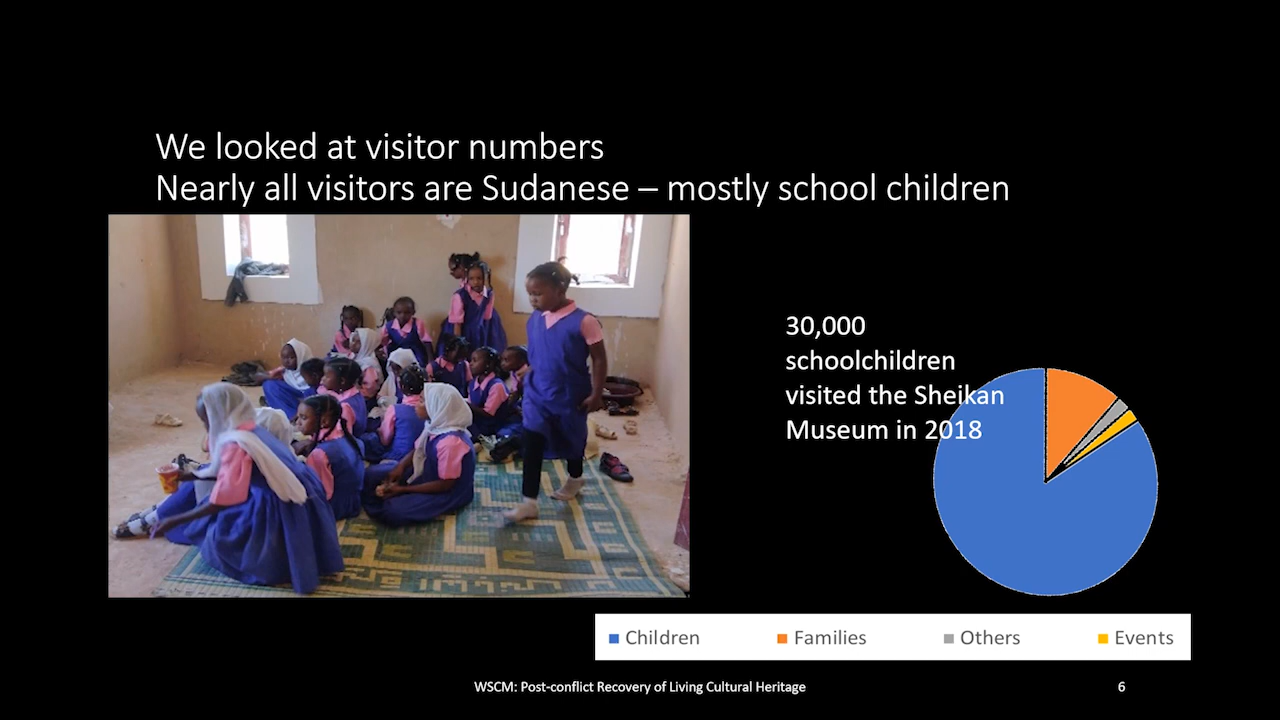 We looked at visitor numbers
Nearly all visitors are Sudanese – mostly school children
30,000
schoolchildren
visited the Sheikan
Museum in 2018
Children Families Others Events
WSCM: Post-conflict Recovery of Living Cultural Heritage 6